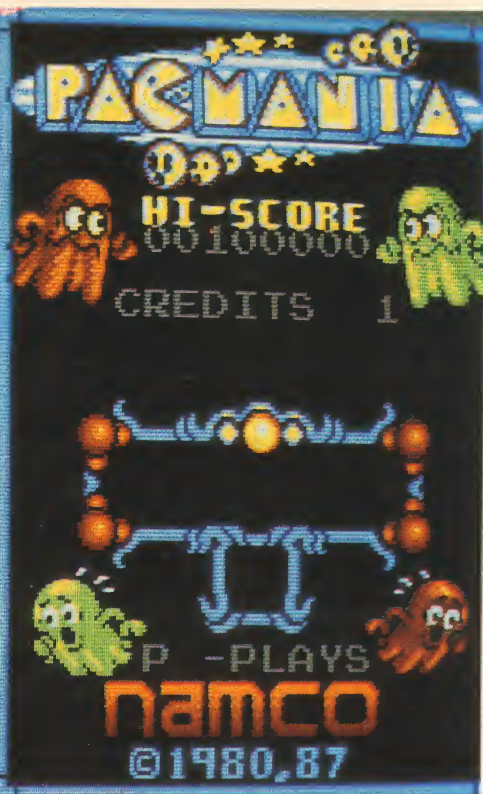 PACMANIA
HI-SCORE
00100000
CREDITS 1
P -PLAYS
namco
©1980,87